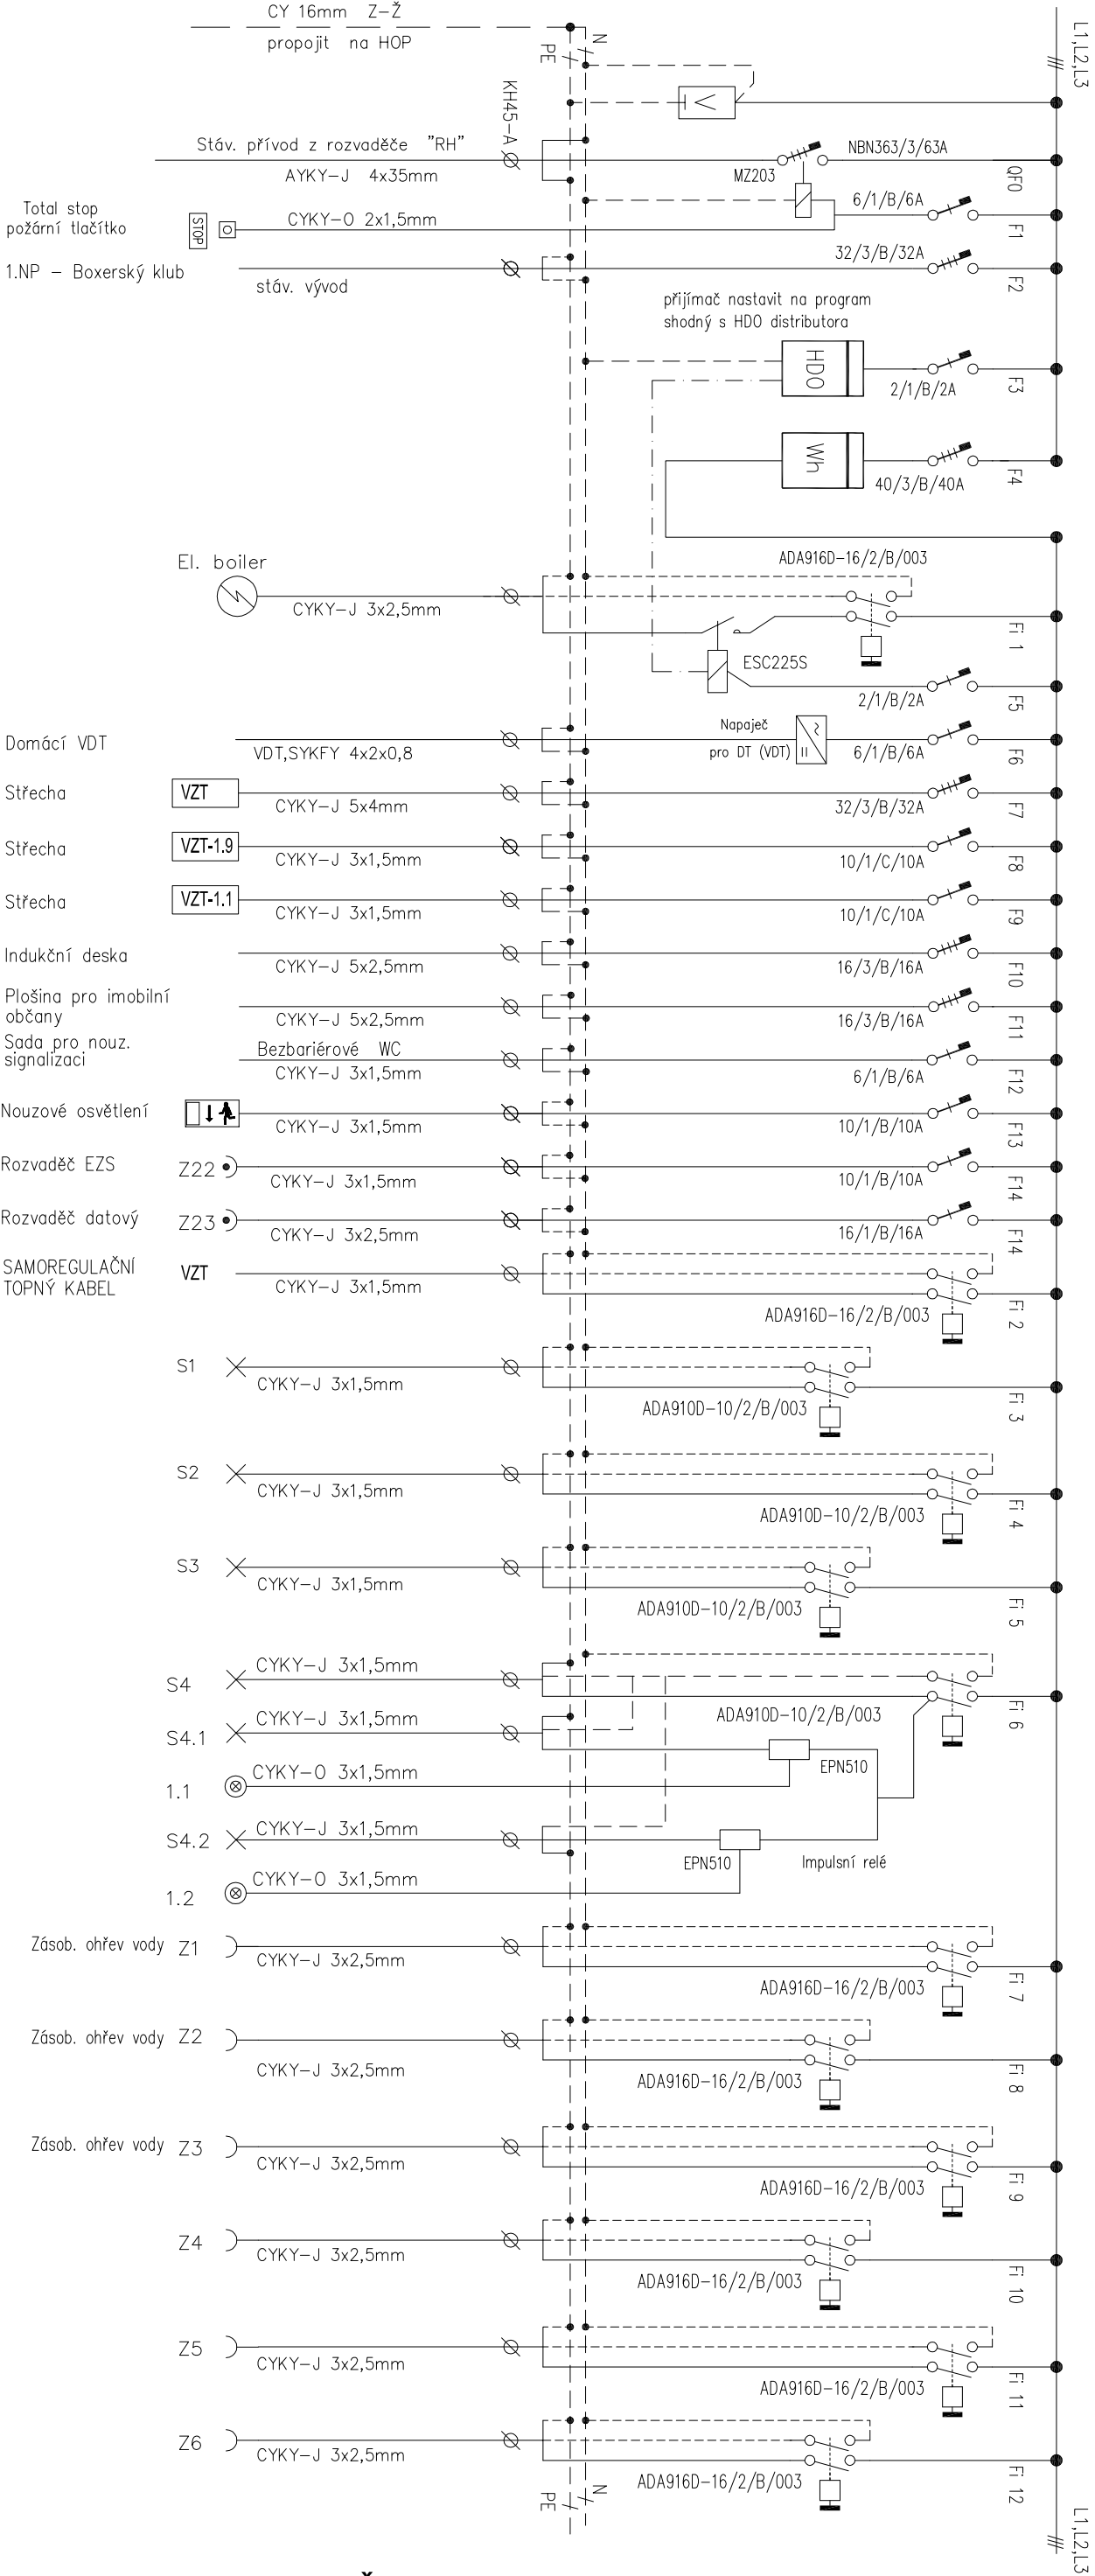 CY 16mm Z-Ž
propojit na HOP
L1,L2,L3
N
PE
KH45-A
V
Stáv. přívod z rozvaděče "RH"
AYKY-J 4x35mm
MZ203
NBN363/3/63A
QF0
Total stop
požární tlačítko
STOP
CYKY-O 2x1,5mm
6/1/B/6A
F1
1.NP - Boxerský klub
stáv. vývod
32/3/B/32A
F2
přijímač nastavit na program
shodný s HDO distributora
HDO
2/1/B/2A
F3
Wh
40/3/B/40A
F4
El. boiler
CYKY-J 3x2,5mm
ADA916D-16/2/B/003
Fi 1
ESC225S
2/1/B/2A
F5
Domácí VDT
VDT,SYKFY 4x2x0,8
Napaječ
pro DT (VDT)
6/1/B/6A
F6
Střecha
VZT
CYKY-J 5x4mm
32/3/B/32A
F7
Střecha
VZT-1.9
CYKY-J 3x1,5mm
10/1/C/10A
F8
Střecha
VZT-1.1
CYKY-J 3x1,5mm
10/1/C/10A
F9
Indukční deska
CYKY-J 5x2,5mm
16/3/B/16A
F10
Plošina pro imobilní
občany
CYKY-J 5x2,5mm
16/3/B/16A
F11
Sada pro nouz.
signalizaci
Bezbariérové WC
CYKY-J 3x1,5mm
6/1/B/6A
F12
Nouzové osvětlení
CYKY-J 3x1,5mm
10/1/B/10A
F13
Rozvaděč EZS
Z22
CYKY-J 3x1,5mm
10/1/B/10A
F14
Rozvaděč datový
Z23
CYKY-J 3x2,5mm
16/1/B/16A
F14
SAMOREGULAČNÍ
TOPNÝ KABEL
VZT
CYKY-J 3x1,5mm
ADA916D-16/2/B/003
Fi 2
S1
CYKY-J 3x1,5mm
ADA910D-10/2/B/003
Fi 3
S2
CYKY-J 3x1,5mm
ADA910D-10/2/B/003
Fi 4
S3
CYKY-J 3x1,5mm
ADA910D-10/2/B/003
Fi 5
S4
CYKY-J 3x1,5mm
ADA910D-10/2/B/003
Fi 6
S4.1
CYKY-J 3x1,5mm
EPN510
1.1
CYKY-O 3x1,5mm
S4.2
CYKY-J 3x1,5mm
EPN510
Impulsní relé
1.2
CYKY-O 3x1,5mm
Zásob. ohřev vody Z1
CYKY-J 3x2,5mm
ADA916D-16/2/B/003
Fi 7
Zásob. ohřev vody Z2
CYKY-J 3x2,5mm
ADA916D-16/2/B/003
Fi 8
Zásob. ohřev vody Z3
CYKY-J 3x2,5mm
ADA916D-16/2/B/003
Fi 9
Z4
CYKY-J 3x2,5mm
ADA916D-16/2/B/003
Fi 10
Z5
CYKY-J 3x2,5mm
ADA916D-16/2/B/003
Fi 11
Z6
CYKY-J 3x2,5mm
ADA916D-16/2/B/003
Fi 12
N
PE
L1,L2,L3